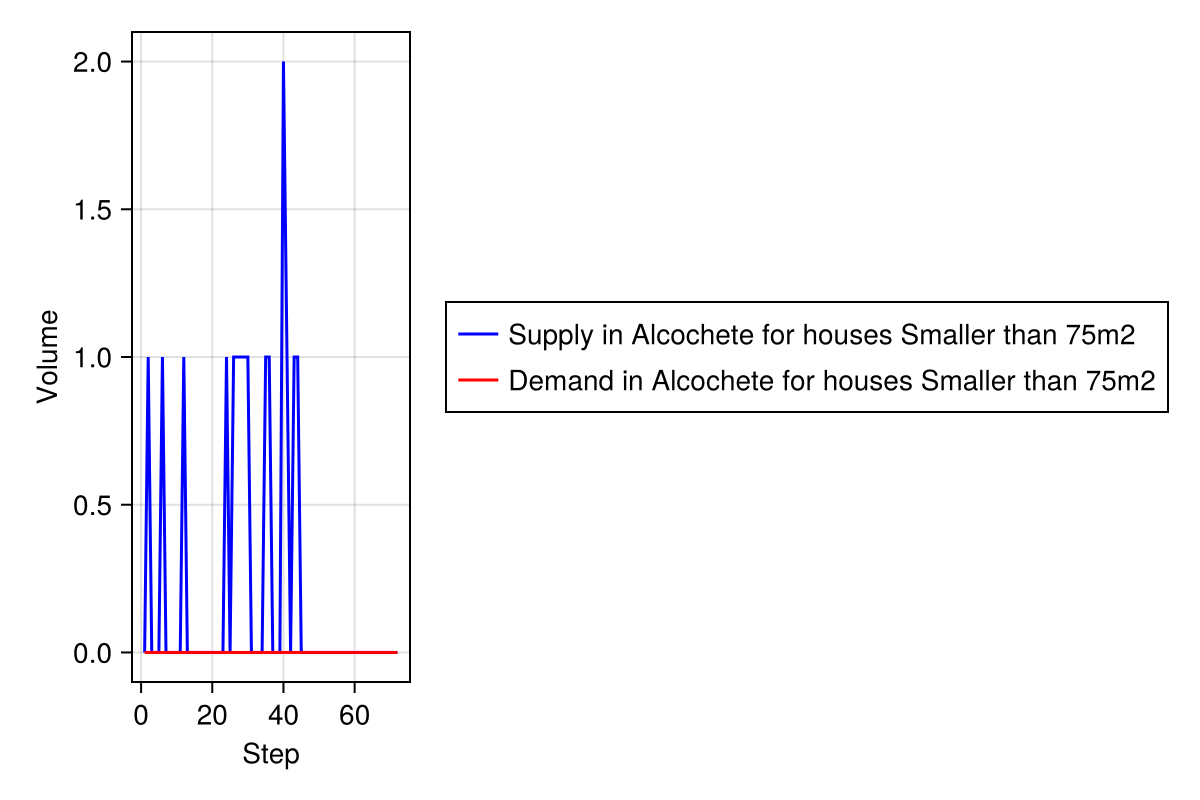 2.0
1.5
1.0
0.5
0.0
Volume
0 20 40 60
Step
Supply in Alcochete for houses Smaller than 75m2
Demand in Alcochete for houses Smaller than 75m2